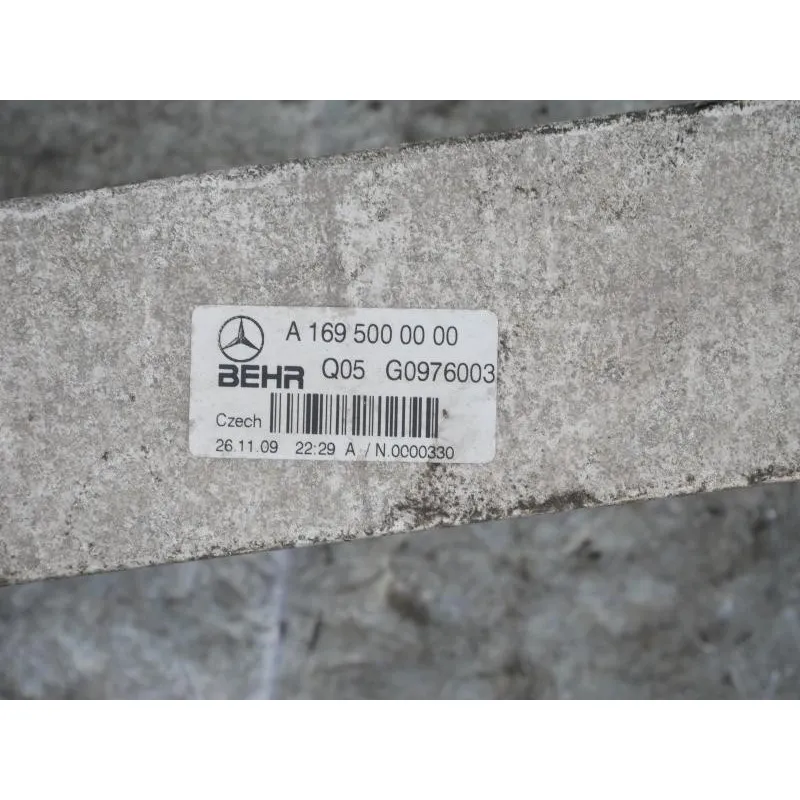 A 169 500 00 00
BEHR Q05 G0976003
Czech
26.11.09 22:29 A / N.0000330